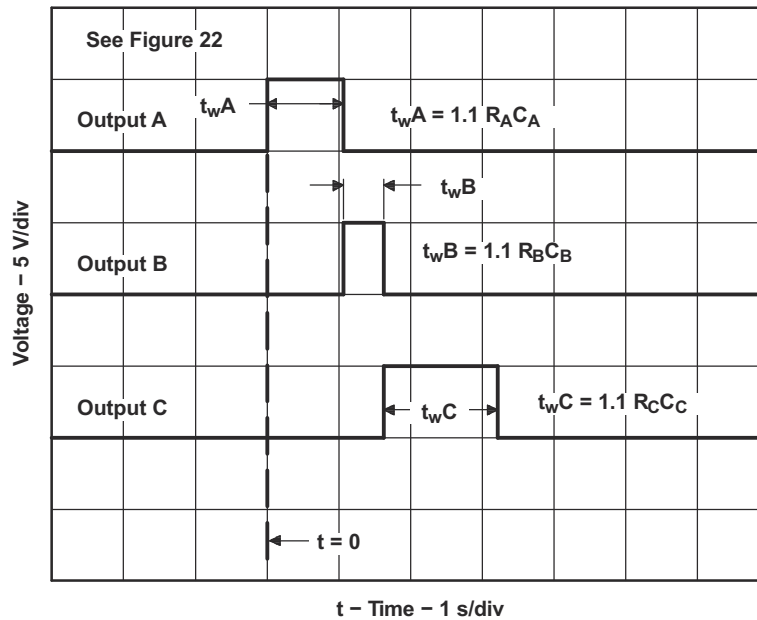 See Figure 22
twA
Output A
twA = 1.1 RACA
twB
Output B
twB = 1.1 RBCB
Output C
twC
twC = 1.1 RCCC
t = 0
Voltage − 5 V/div
t − Time − 1 s/div